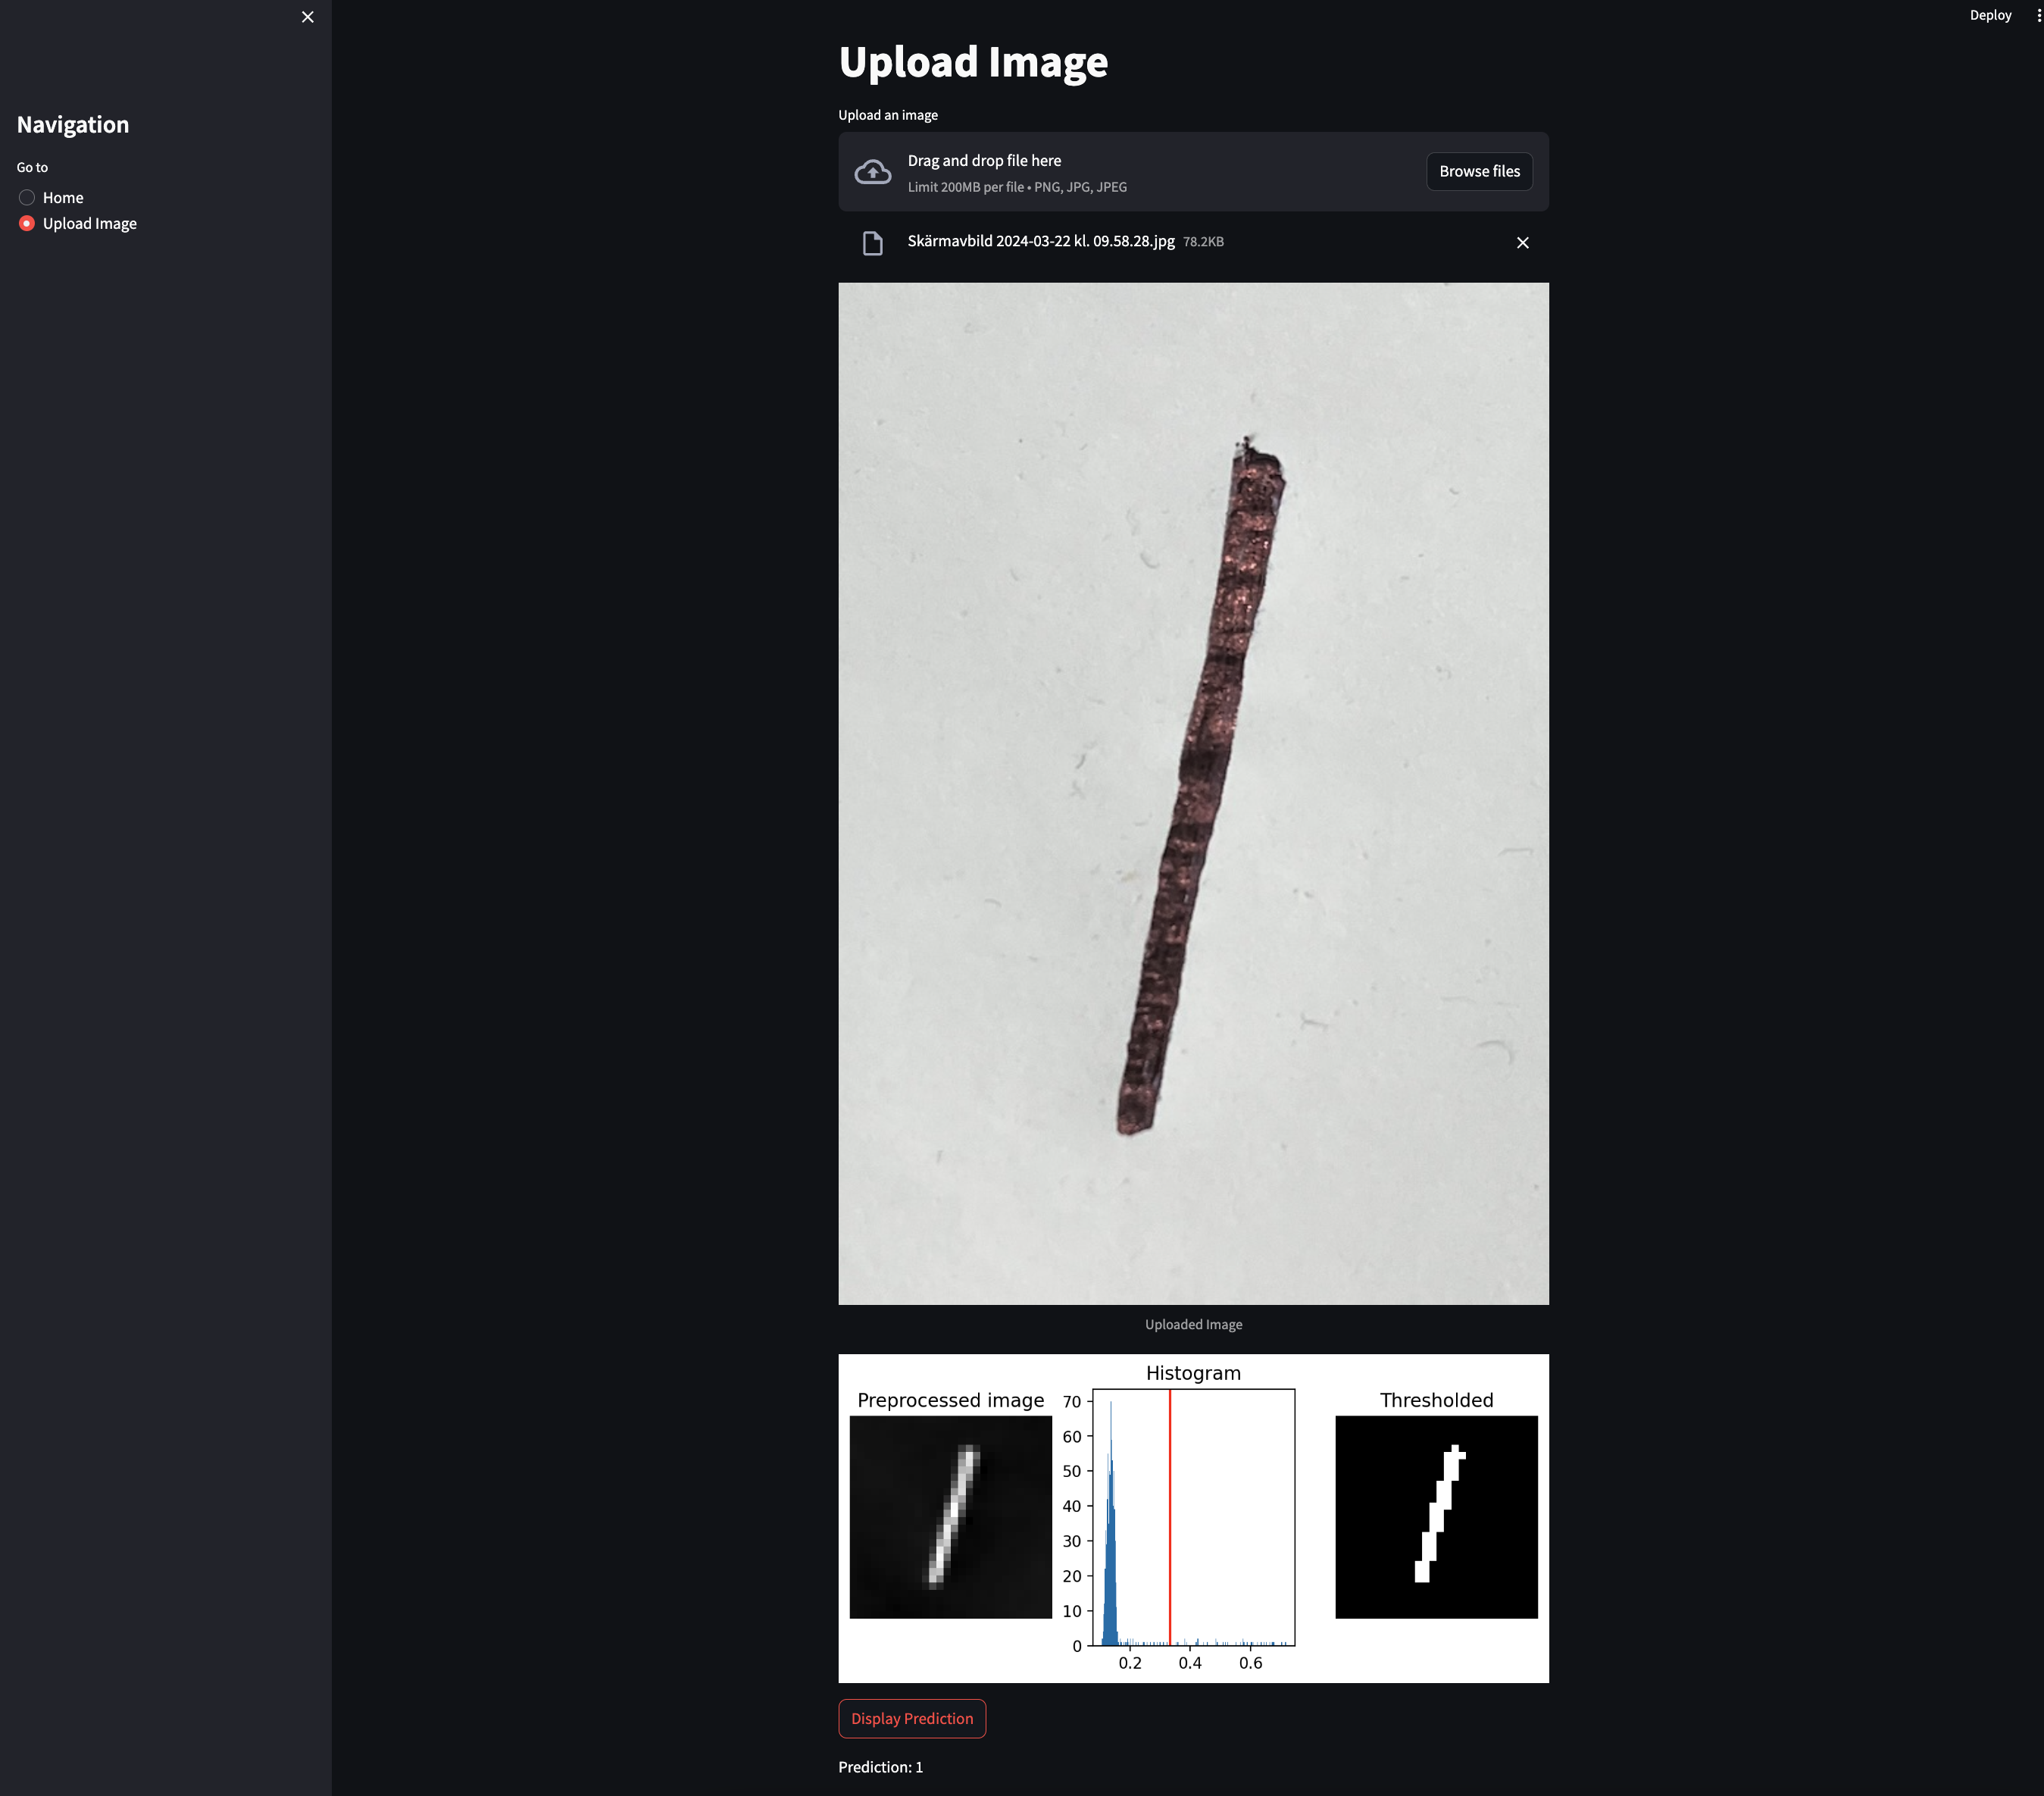 Deploy
Navigation
Go to
Home
Upload Image
Upload Image
Upload an image
Drag and drop file here
Limit 200MB per file • PNG, JPG, JPEG
Browse files
Skärmavbild 2024-03-22 kl. 09.58.28.jpg 78.2KB
Uploaded Image
Preprocessed image
Histogram
70
60
50
40
30
20
10
0
0.2 0.4 0.6
Thresholded
Display Prediction
Prediction: 1